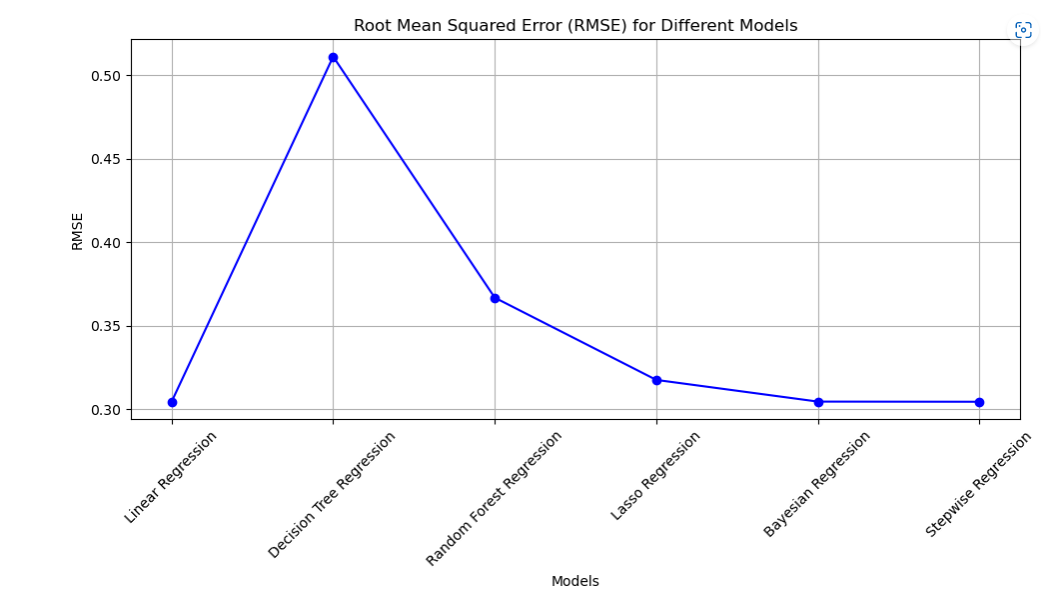 Root Mean Squared Error (RMSE) for Different Models
0.50
0.45
0.40
0.35
0.30
RMSE
Linear Regression
Decision Tree Regression
Random Forest Regression
Lasso Regression
Bayesian Regression
Stepwise Regression
Models